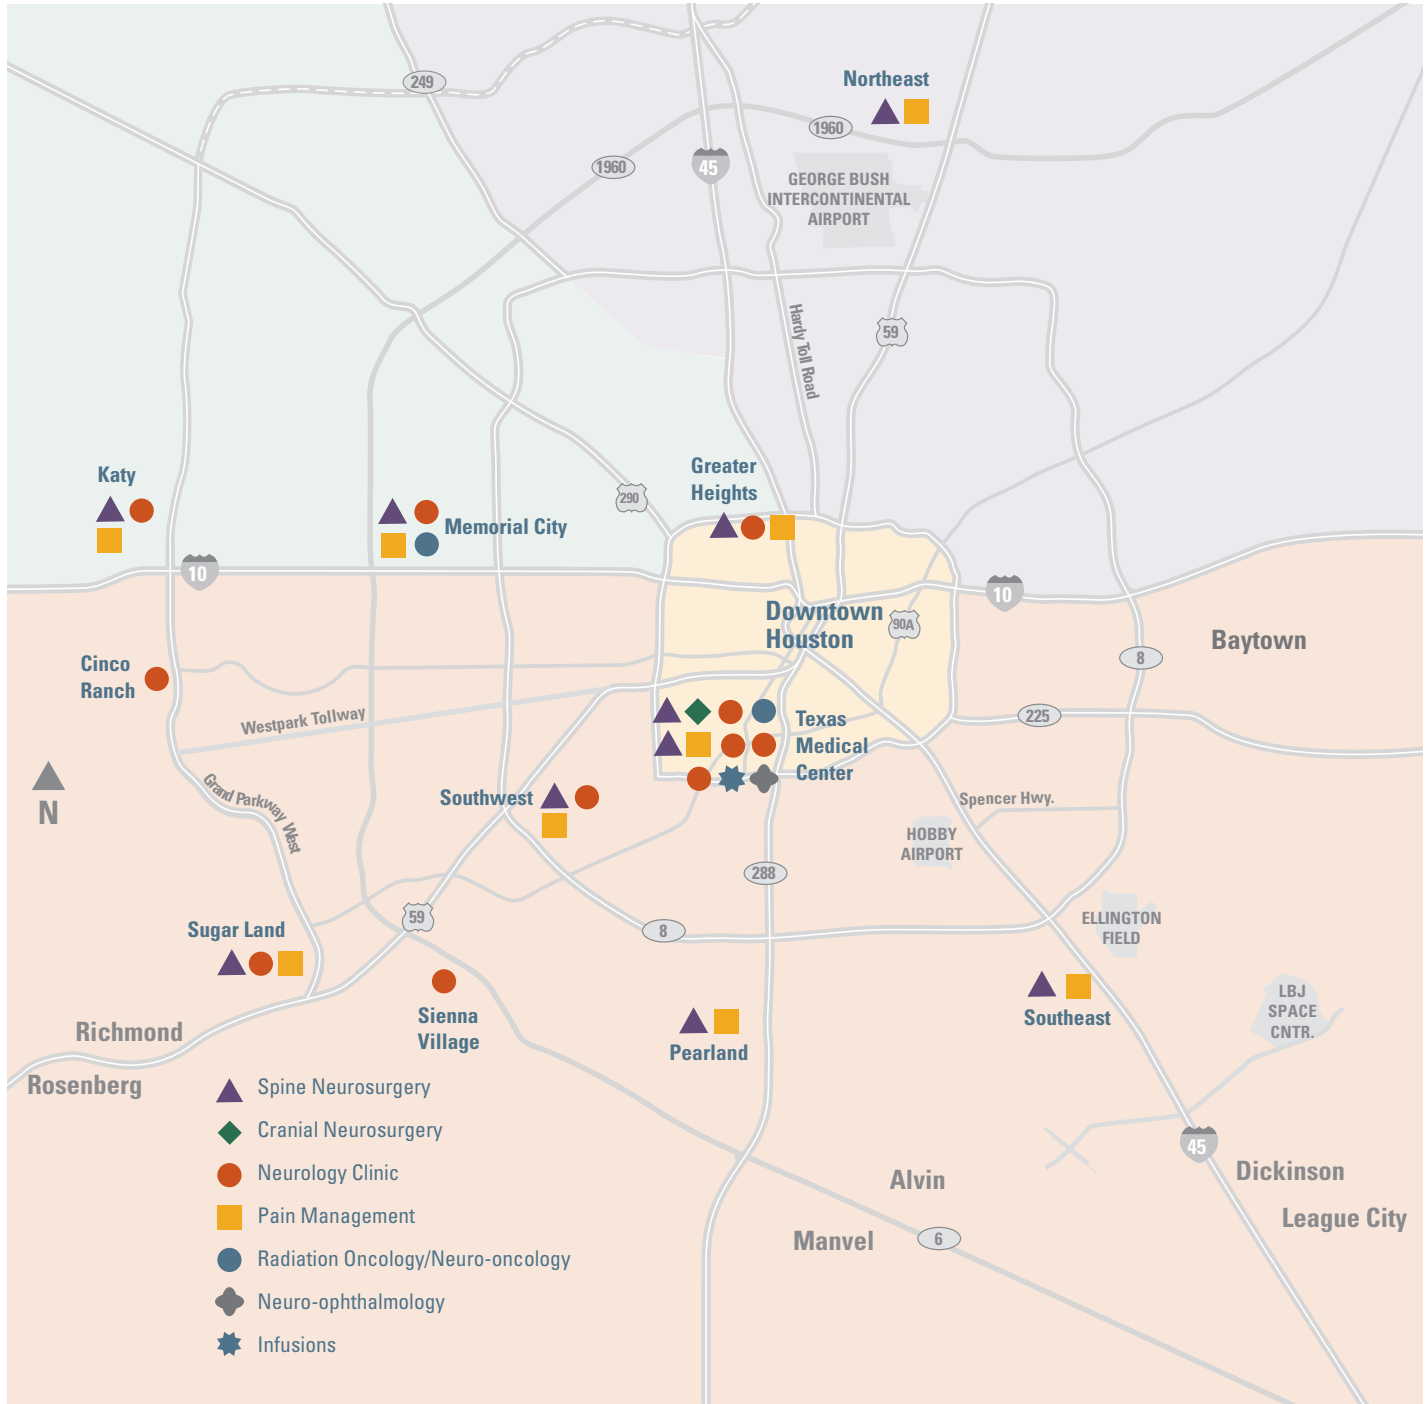 249
Northeast
1960
1960
45
GEORGE BUSH
INTERCONTINENTAL
AIRPORT
Hardy Toll Road
59
Katy
Greater
Heights
290
Memorial City
10
10
Downtown
Houston
90A
Baytown
8
Cinco
Ranch
Westpark Tollway
Texas
Medical
Center
225
N
Grand Parkway West
Southwest
Spencer Hwy.
HOBBY
AIRPORT
288
59
8
ELLINGTON
FIELD
Sugar Land
LBJ
SPACE
CNTR.
Sienna
Village
Southeast
Richmond
Pearland
Rosenberg
Spine Neurosurgery
Cranial Neurosurgery
Neurology Clinic
Pain Management
Radiation Oncology/Neuro-oncology
Neuro-ophthalmology
Infusions
45
Alvin
Dickinson
League City
Manvel
6